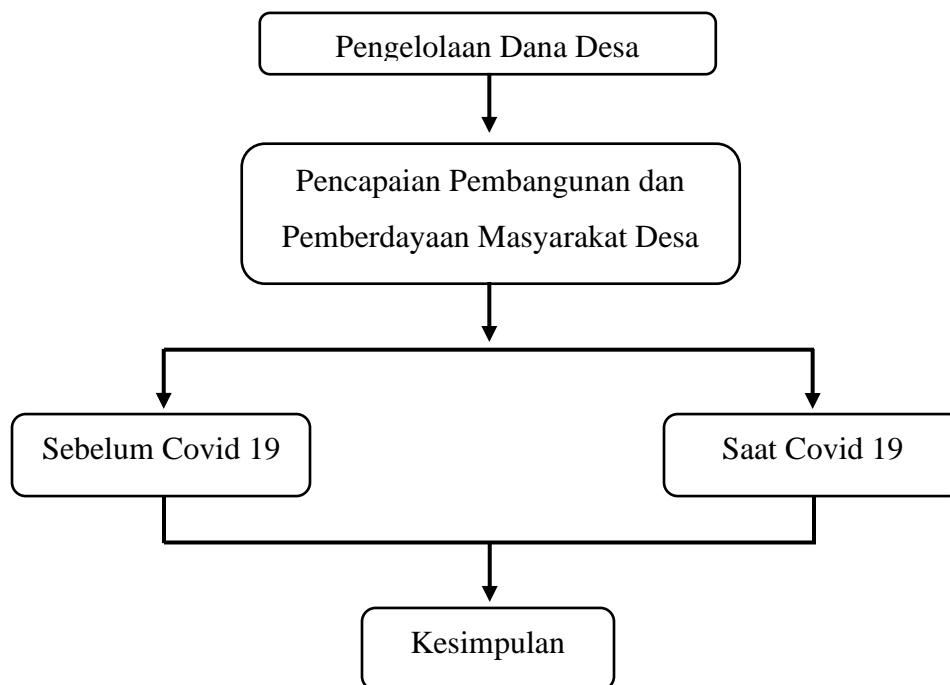 Pengelolaan Dana Desa
Pencapaian Pembangunan dan
Pemberdayaan Masyarakat Desa
Sebelum Covid 19
Saat Covid 19
Kesimpulan